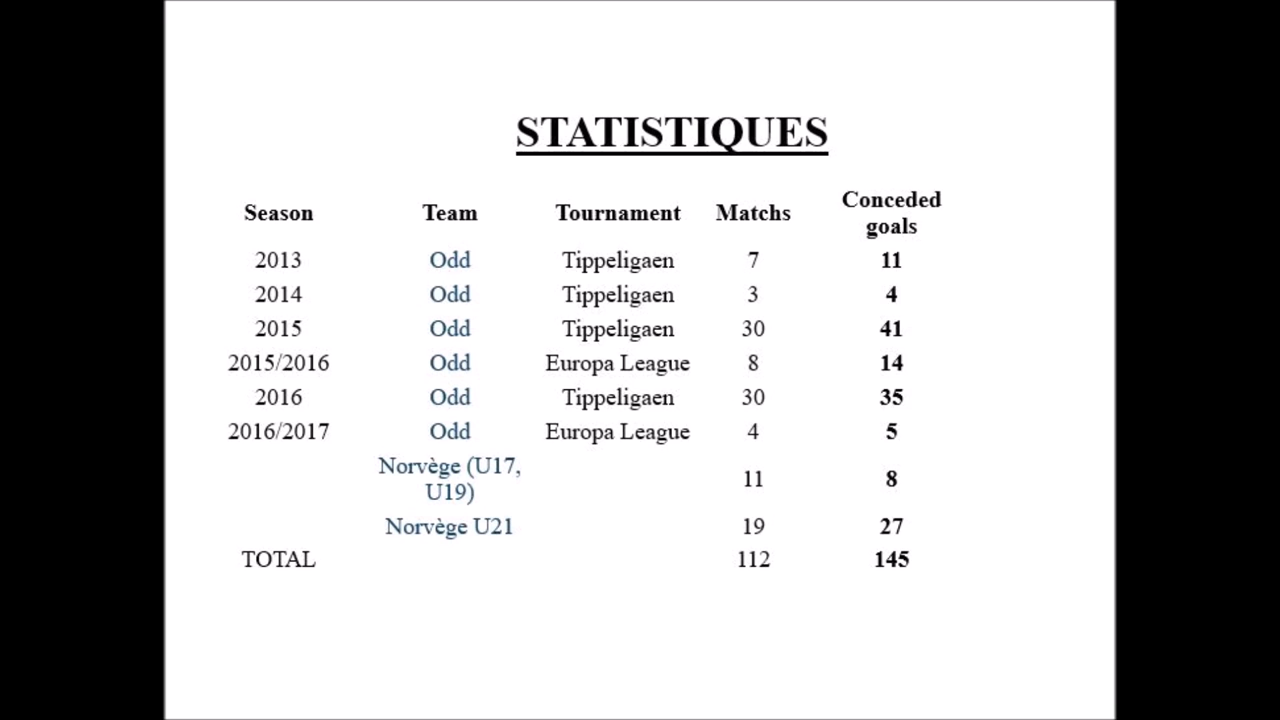 STATISTIQUES
Season Team Tournament Matchs Conceded goals
2013 Odd Tippeligaen 7 11
2014 Odd Tippeligaen 3 4
2015 Odd Tippeligaen 30 41
2015/2016 Odd Europa League 8 14
2016 Odd Tippeligaen 30 35
2016/2017 Odd Europa League 4 5
Norvège (U17, U19) 11 8
Norvège U21 19 27
TOTAL 112 145